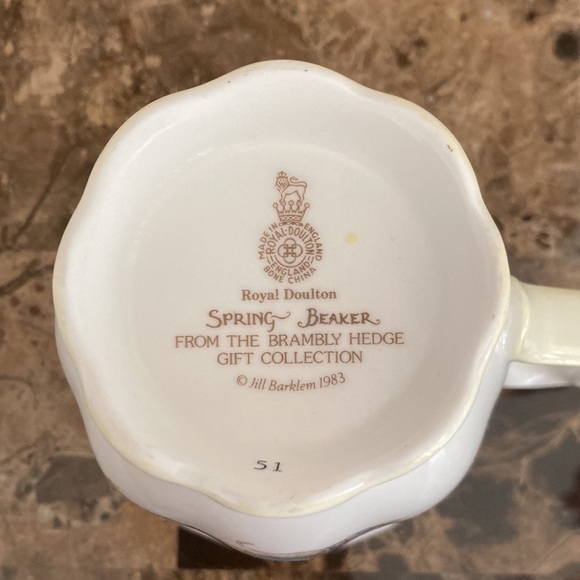 MADE IN ENGLAND
ROYAL·DOULTON
ENGLAND
BONE CHINA
Royal Doulton
SPRING BEAKER
FROM THE BRAMBLY HEDGE
GIFT COLLECTION
© Jill Barklem 1983
51